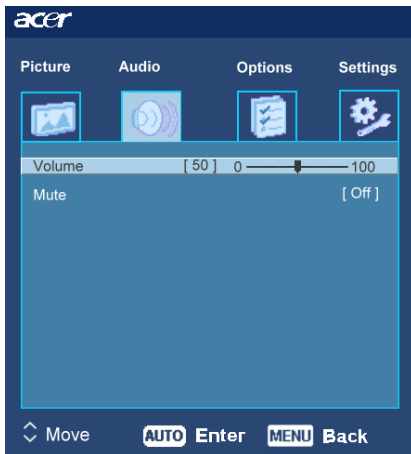 acer
Picture Audio Options Settings
Volume [ 50 ] 0 100
Mute [ Off ]
Move AUTO Enter MENU Back